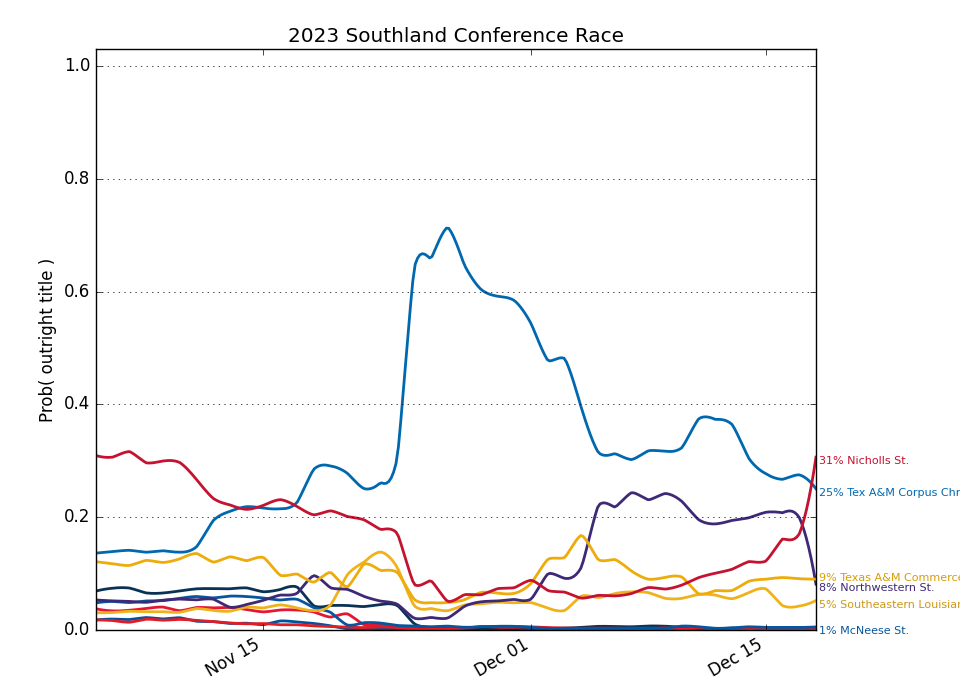 2023 Southland Conference Race
Prob( outright title )
1.0
0.8
0.6
0.4
0.2
0.0
Nov 15
Dec 01
Dec 15
31% Nicholls St.
25% Tex A&M Corpus Chr
9% Texas A&M Commerce
8% Northwestern St.
5% Southeastern Louisian
1% McNeese St.